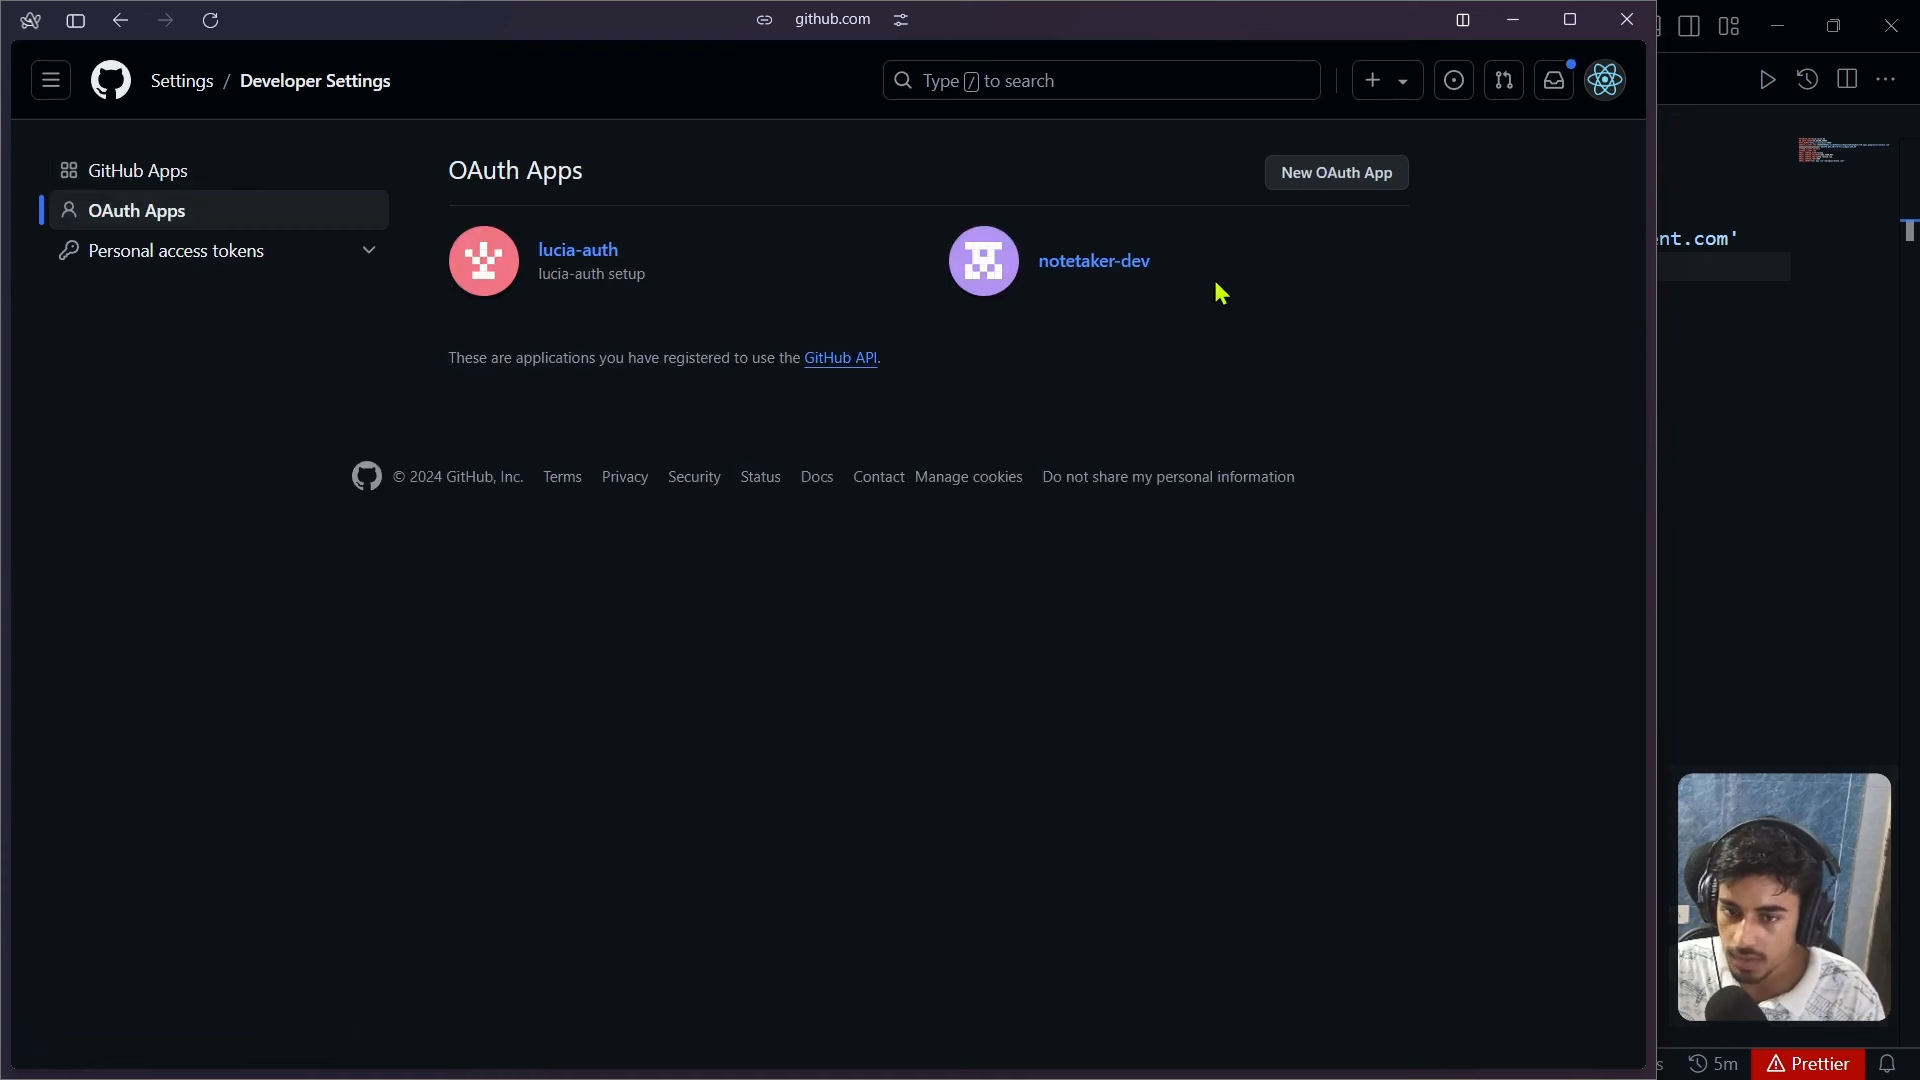 github.com
Settings / Developer Settings
Type / to search
GitHub Apps
OAuth Apps
Personal access tokens
OAuth Apps
New OAuth App
lucia-auth
lucia-auth setup
notetaker-dev
These are applications you have registered to use the GitHub API.
© 2024 GitHub, Inc. Terms Privacy Security Status Docs Contact Manage cookies Do not share my personal information
nt.com'
s 5m Prettier